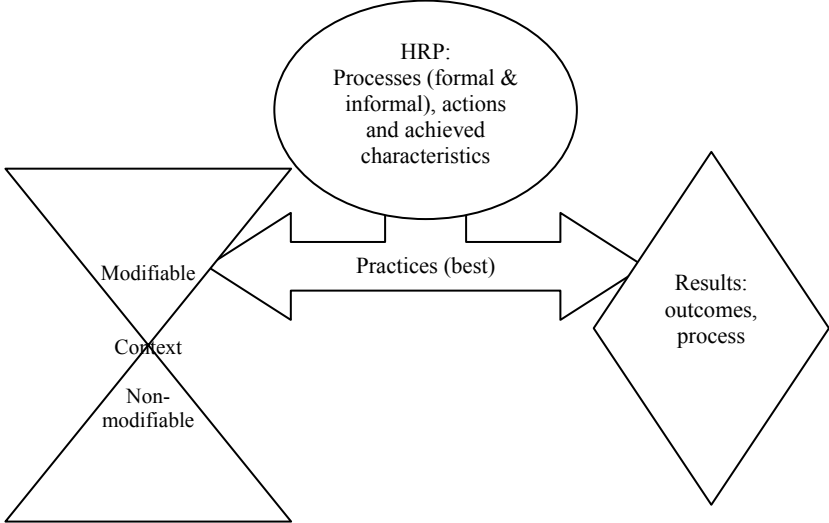 HRP:
Processes (formal &
informal), actions
and achieved
characteristics
Modifiable
Context
Non-
modifiable
Practices (best)
Results:
outcomes,
process